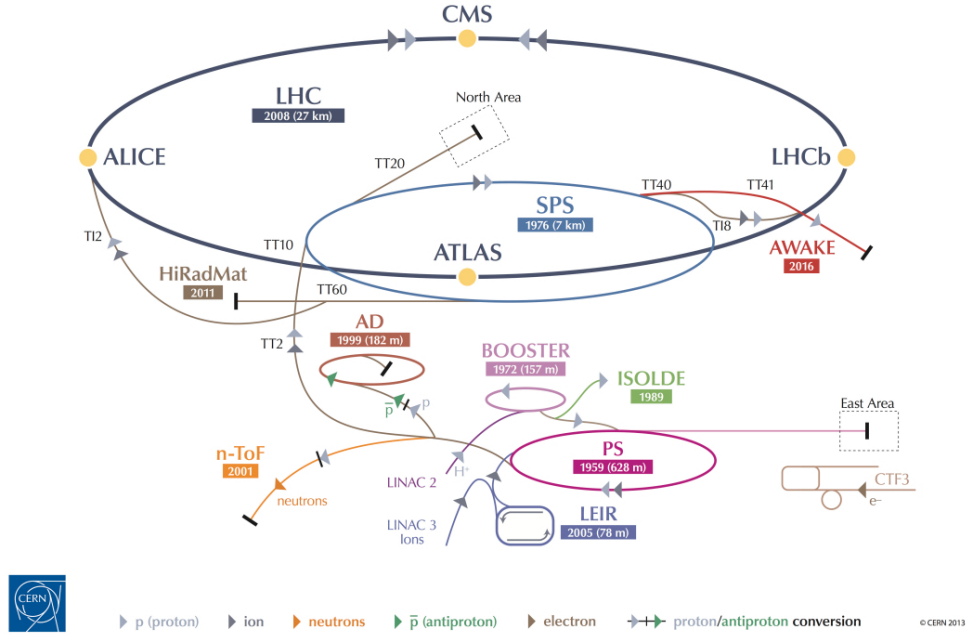 CMS
LHC
2008 (27 km)
North Area
ALICE
TT20
LHCb
TT40
TT41
SPS
1976 (7 km)
TI8
TI2
TT10
ATLAS
AWAKE
2016
HiRadMat
2011
TT60
AD
1999 (182 m)
TT2
BOOSTER
1972 (157 m)
ISOLDE
1989
p̅
p
East Area
n-ToF
2001
PS
1959 (628 m)
neutrons
LINAC 2
H⁺
CTF3
e–
LEIR
2005 (78 m)
LINAC 3
Ions
CERN
p (proton)
ion
neutrons
p̅ (antiproton)
electron
proton/antiproton conversion
© CERN 2013